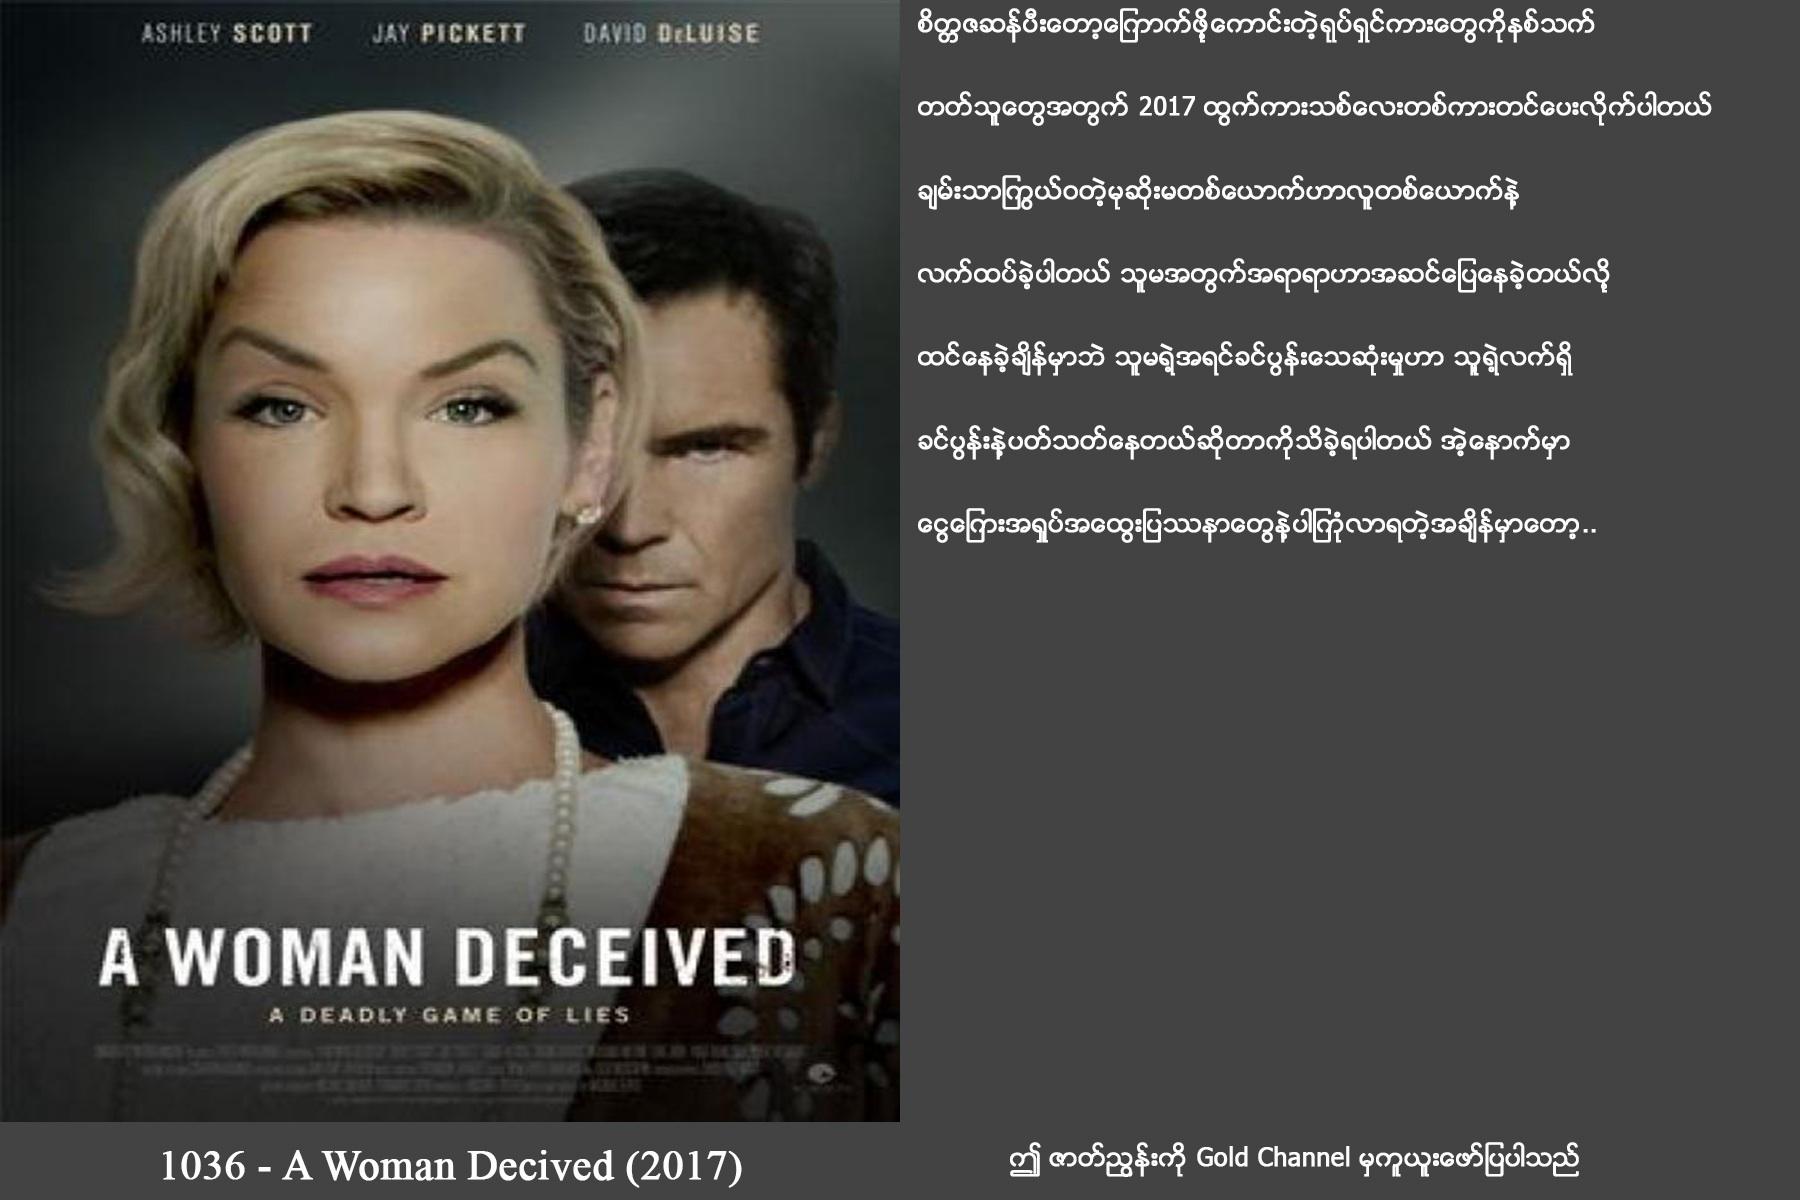 ASHLEY SCOTT JAY PICKETT DAVID DeLUISE
A WOMAN DECEIVED
A DEADLY GAME OF LIES
1036 - A Woman Decived (2017)
စိတ္တဇဆန်ပီးတော့ကြောက်ဖို့ကောင်းတဲ့ရုပ်ရှင်ကားတွေကိုနှစ်သက်
တတ်သူတွေအတွက် 2017 ထွက်ကားသစ်လေးတစ်ကားတင်ပေးလိုက်ပါတယ်
ချမ်းသာကြွယ်ဝတဲ့မုဆိုးမတစ်ယောက်ဟာလူတစ်ယောက်နဲ့
လက်ထပ်ခဲ့ပါတယ် သူမအတွက်အရာရာဟာအဆင်ပြေနေခဲ့တယ်လို့
ထင်နေခဲ့ချိန်မှာဘဲ သူမရဲ့အရင်ခင်ပွန်းသေဆုံးမှုဟာ သူ့ရဲ့လက်ရှိ
ခင်ပွန်းနဲ့ပတ်သတ်နေတယ်ဆိုတာကိုသိခဲ့ရပါတယ် အဲ့နောက်မှာ
ငွေကြေးအရှုပ်အထွေးပြဿနာတွေနဲ့ပါကြုံလာရတဲ့အချိန်မှာတော့..
ဤ ဇာတ်ညွှန်းကို Gold Channel မှကူယူးဖော်ပြပါသည်